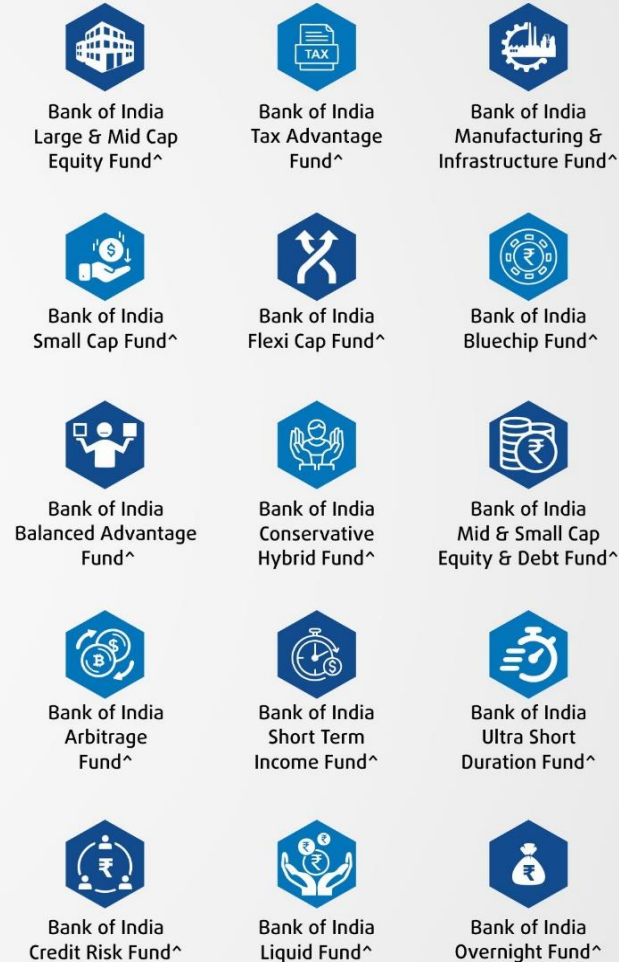 TAX
Bank of India
Large & Mid Cap
Equity Fund^
Bank of India
Tax Advantage
Fund^
Bank of India
Manufacturing &
Infrastructure Fund^
Bank of India
Small Cap Fund^
Bank of India
Flexi Cap Fund^
Bank of India
Bluechip Fund^
Bank of India
Balanced Advantage
Fund^
Bank of India
Conservative
Hybrid Fund^
Bank of India
Mid & Small Cap
Equity & Debt Fund^
Bank of India
Arbitrage
Fund^
Bank of India
Short Term
Income Fund^
Bank of India
Ultra Short
Duration Fund^
Bank of India
Credit Risk Fund^
Bank of India
Liquid Fund^
Bank of India
Overnight Fund^